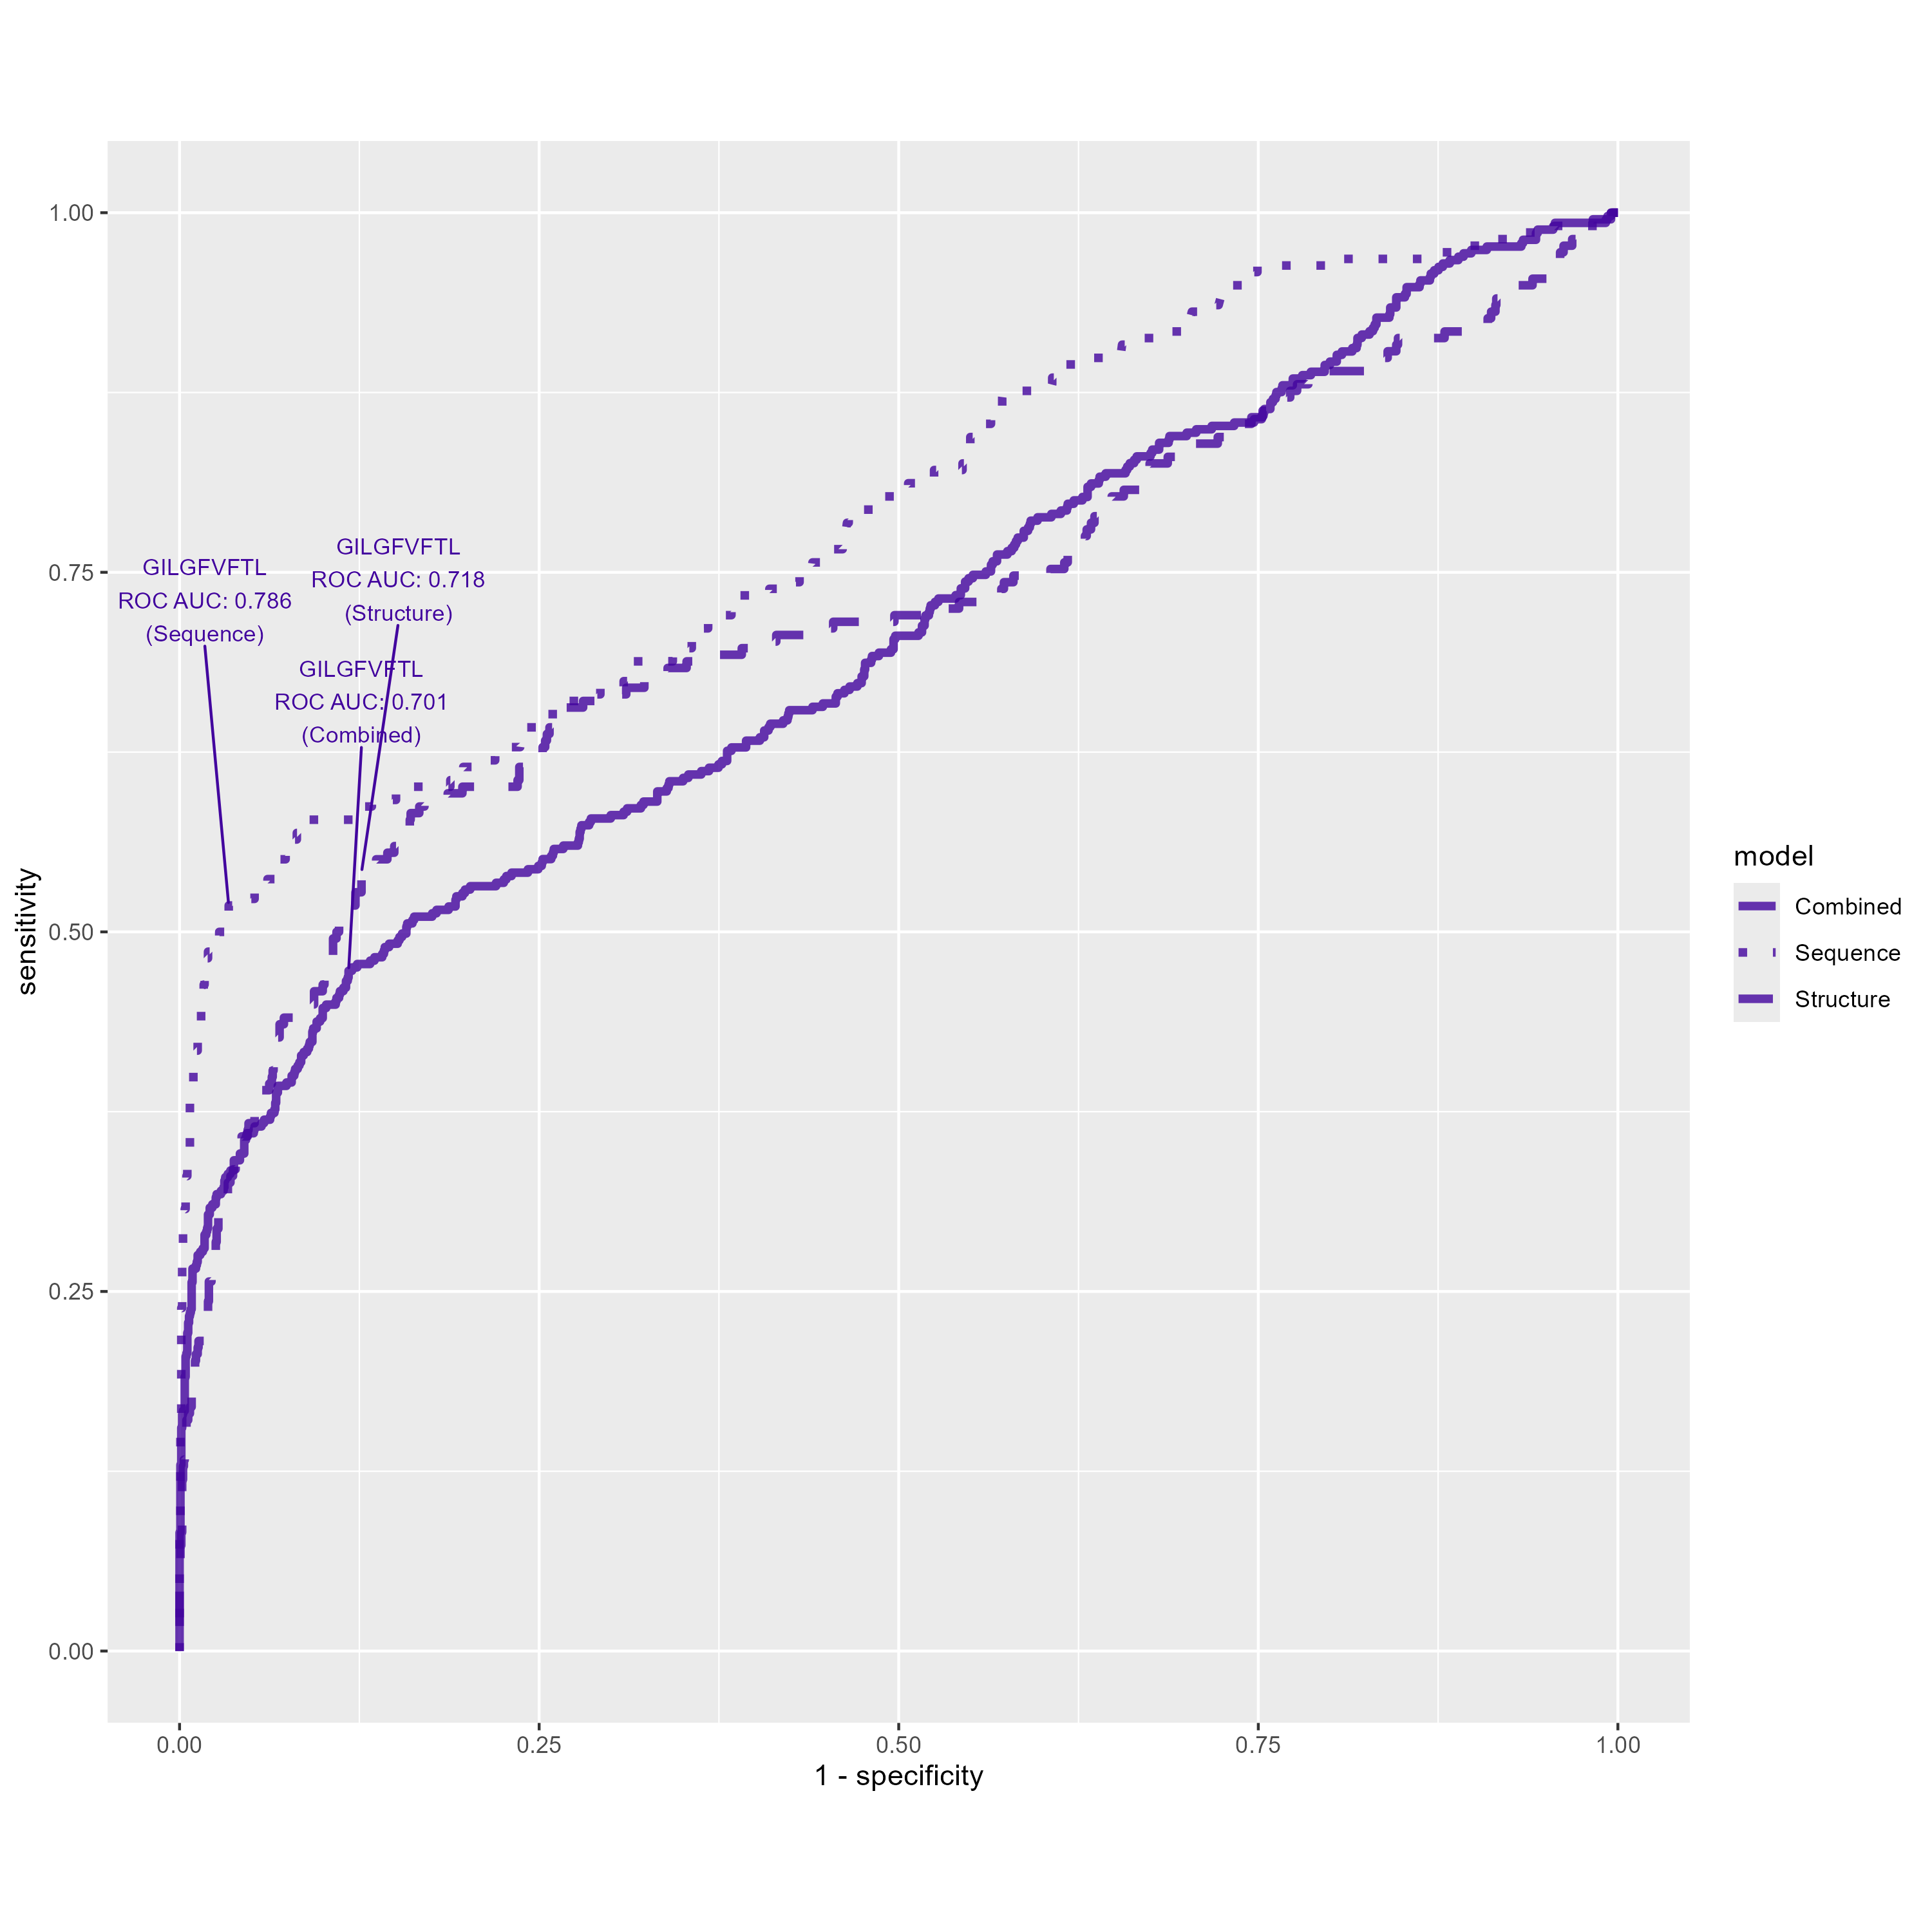 1.00
0.75
0.50
0.25
0.00
sensitivity
GILGFVFTL
ROC AUC: 0.786
(Sequence)
GILGFVFTL
ROC AUC: 0.718
(Structure)
GILGFVFTL
ROC AUC: 0.701
(Combined)
0.00
0.25
0.50
0.75
1.00
1 - specificity
model
Combined
Sequence
Structure